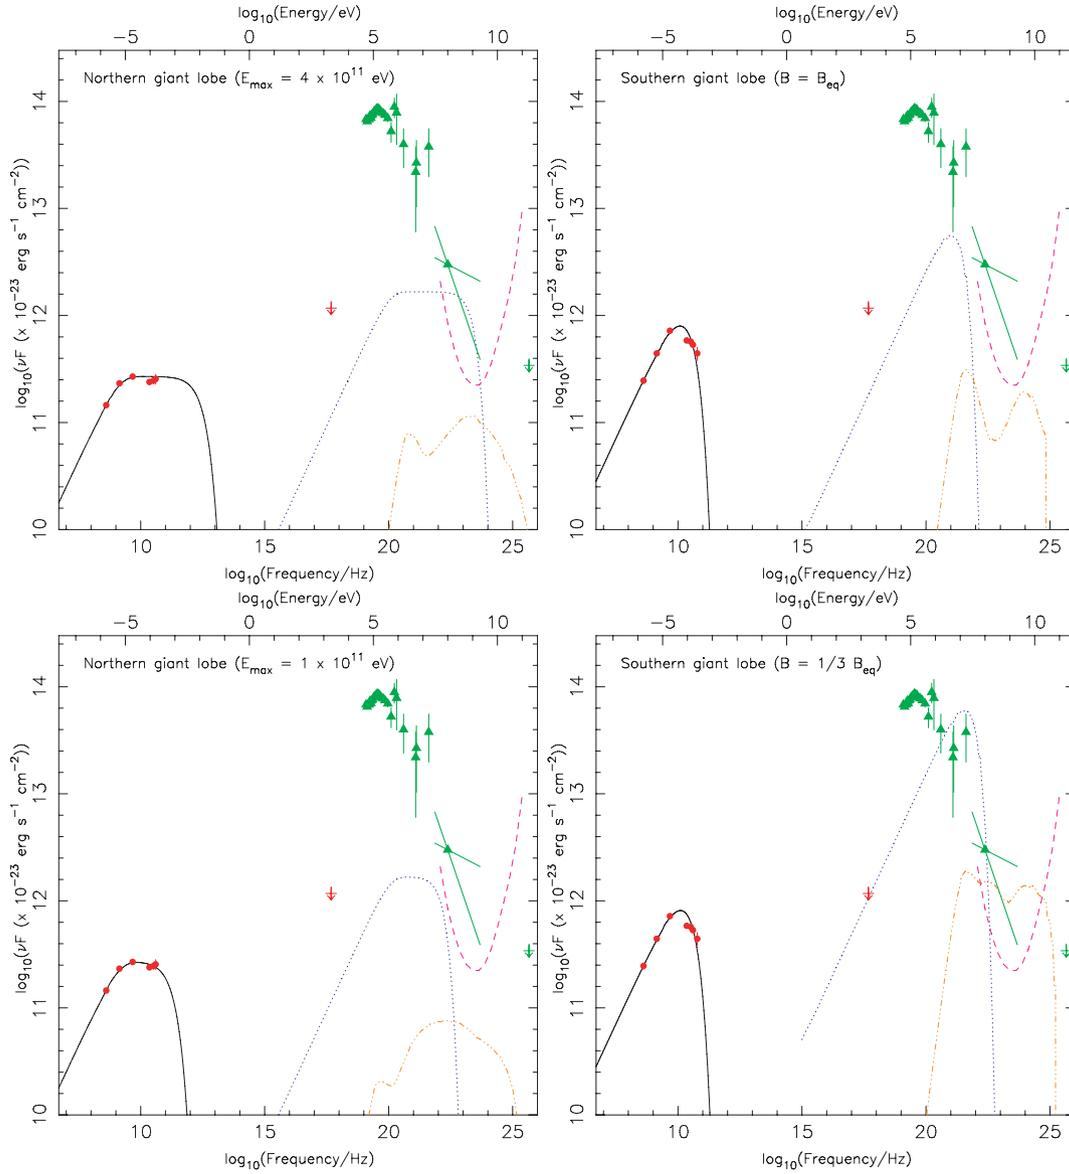 log10(Energy/eV)
log10(Energy/eV)
−5 0 5 10
−5 0 5 10
Northern giant lobe (Emax = 4 x 10^11 eV)
Southern giant lobe (B = Beq)
log10(νF (x 10^−23 erg s^−1 cm^−2))
10 11 12 13 14
log10(νF (x 10^−23 erg s^−1 cm^−2))
10 11 12 13 14
10 15 20 25
10 15 20 25
log10(Frequency/Hz)
log10(Frequency/Hz)
log10(Energy/eV)
log10(Energy/eV)
−5 0 5 10
−5 0 5 10
Northern giant lobe (Emax = 1 x 10^11 eV)
Southern giant lobe (B = 1/3 Beq)
log10(νF (x 10^−23 erg s^−1 cm^−2))
10 11 12 13 14
log10(νF (x 10^−23 erg s^−1 cm^−2))
10 11 12 13 14
10 15 20 25
10 15 20 25
log10(Frequency/Hz)
log10(Frequency/Hz)